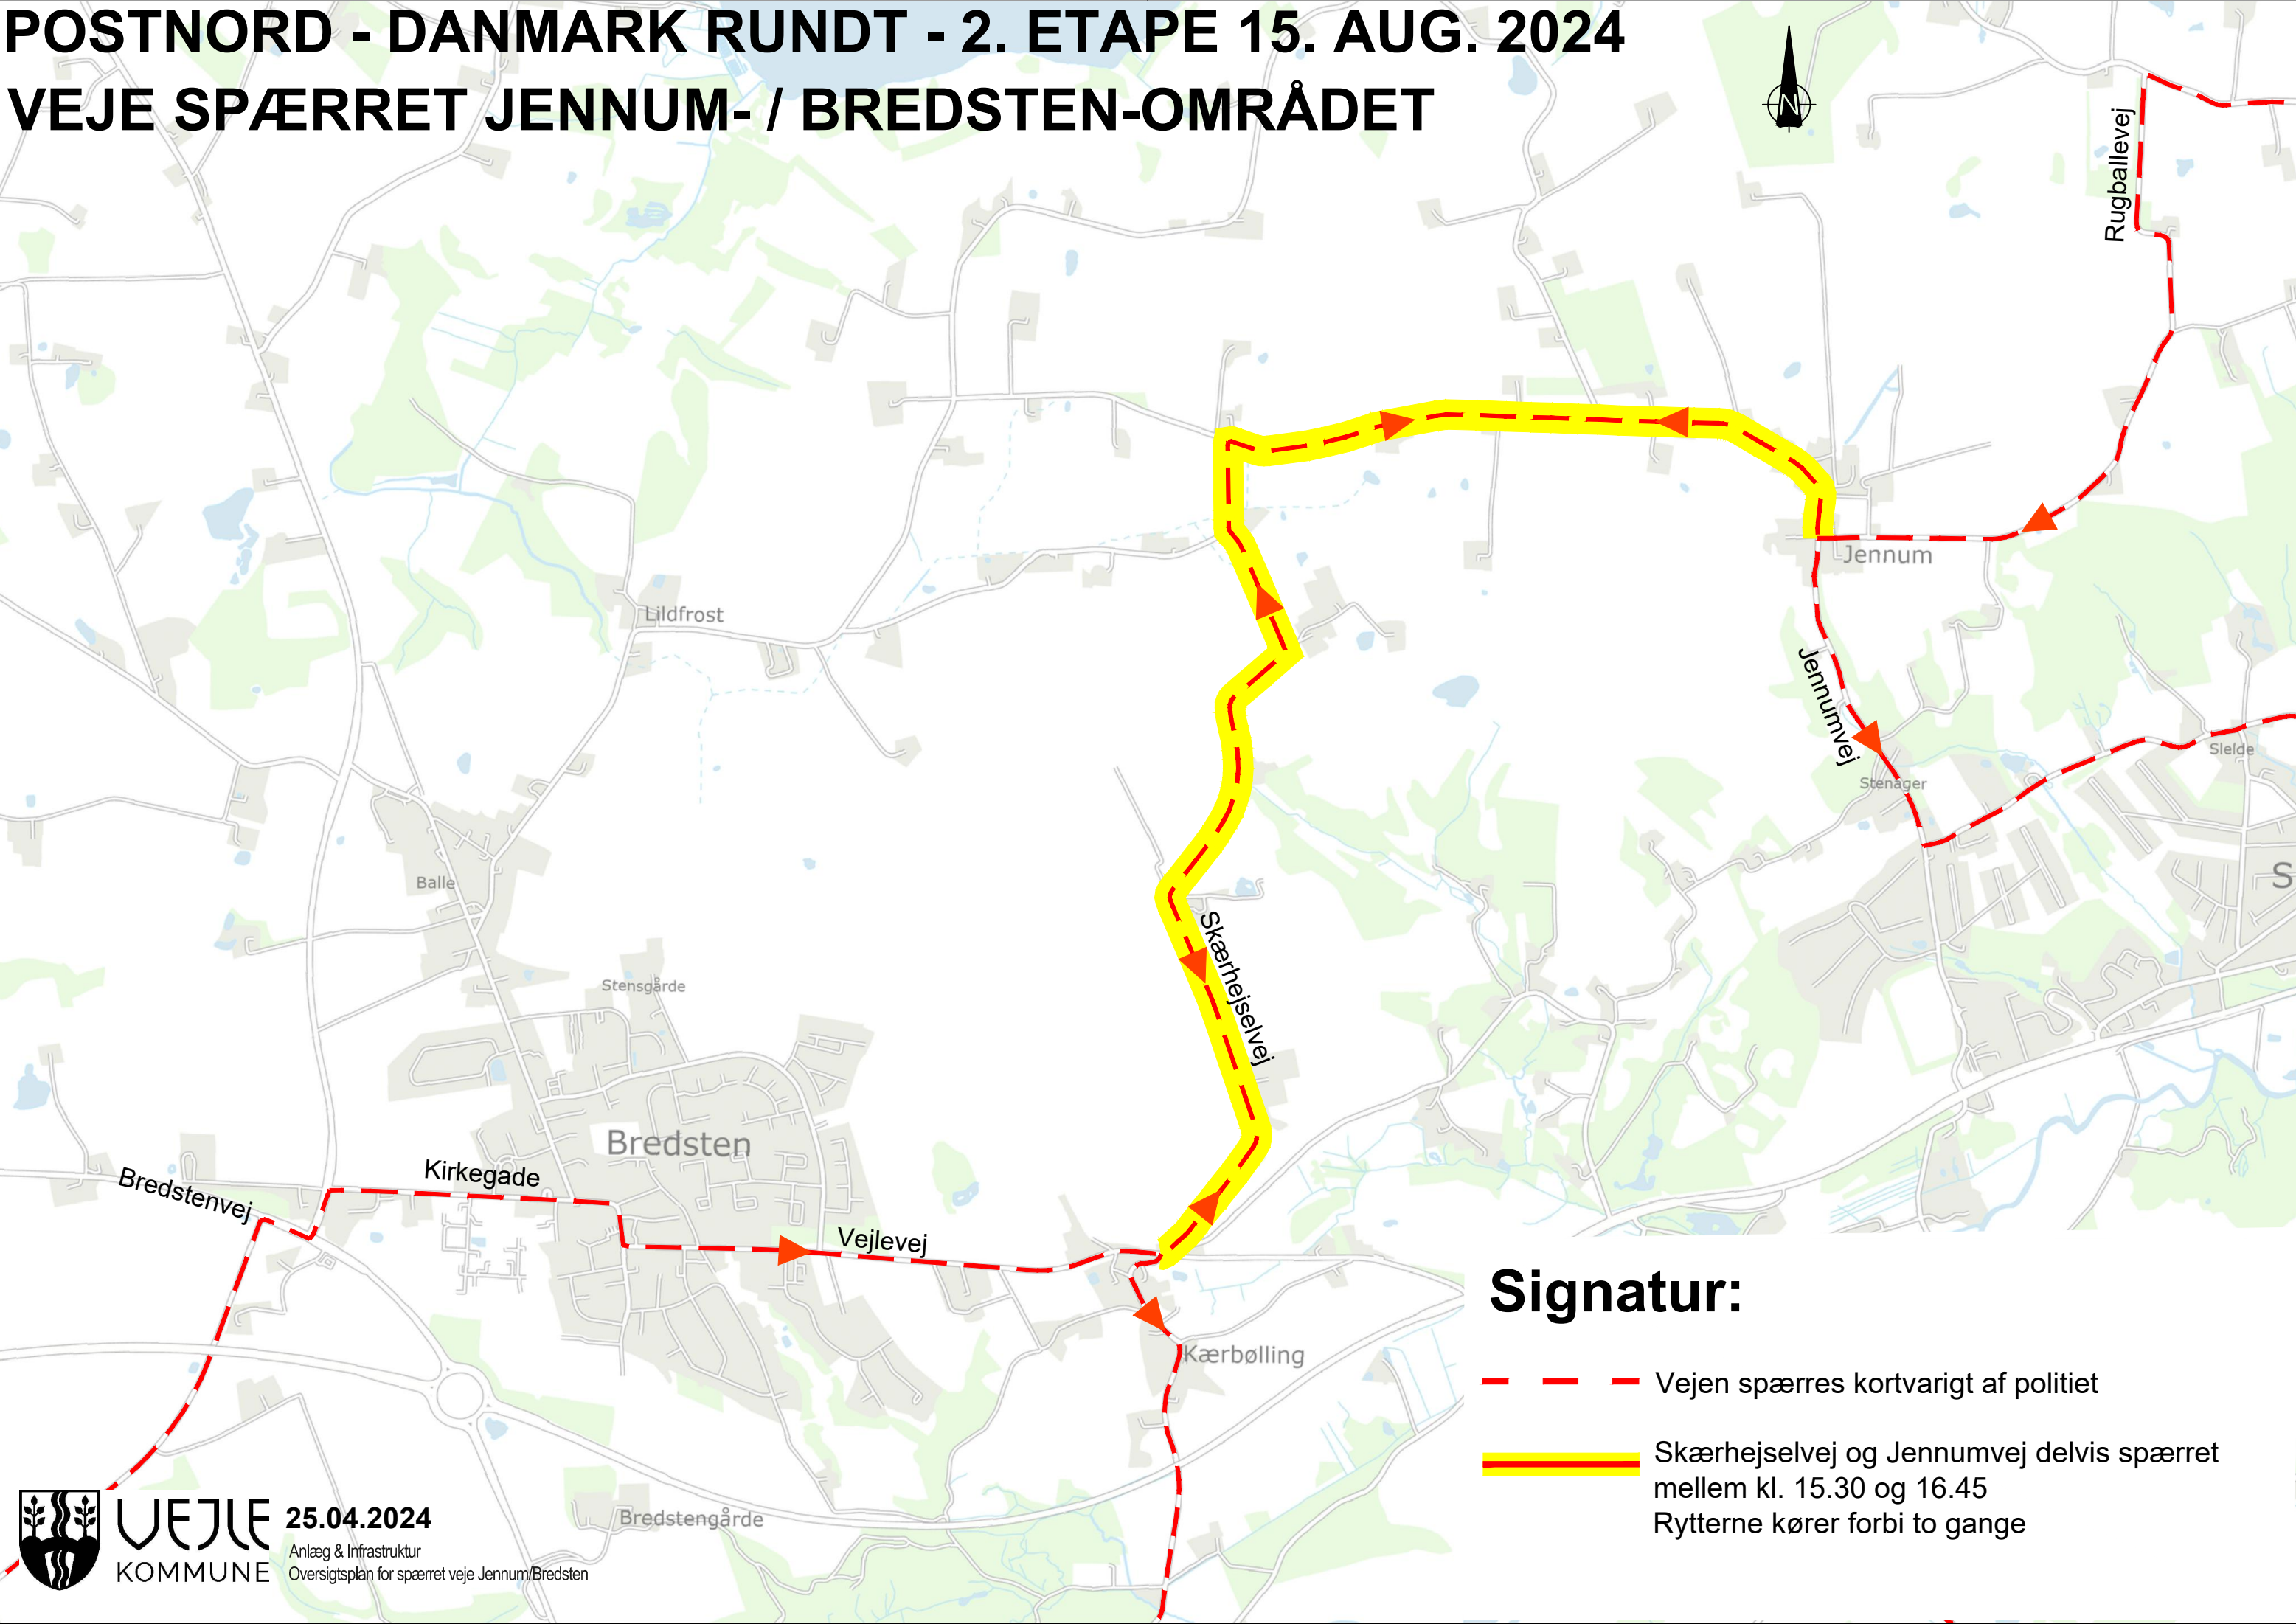 POSTNORD - DANMARK RUNDT - 2. ETAPE 15. AUG. 2024
VEJE SPÆRRET JENNUM- / BREDSTEN-OMRÅDET
N
Rugballevej
Jennum
Lildfrost
Jennumvej
Slelde
Stenager
Balle
S
Skærhejselvej
Stensgårde
Bredsten
Kirkegade
Bredstenvej
Vejlevej
Kærbølling
Bredstengårde
Signatur:
Vejen spærres kortvarigt af politiet
Skærhejselvej og Jennumvej delvis spærret
mellem kl. 15.30 og 16.45
Rytterne kører forbi to gange
VEJLE
KOMMUNE
25.04.2024
Anlæg & Infrastruktur
Oversigtsplan for spærret veje Jennum/Bredsten